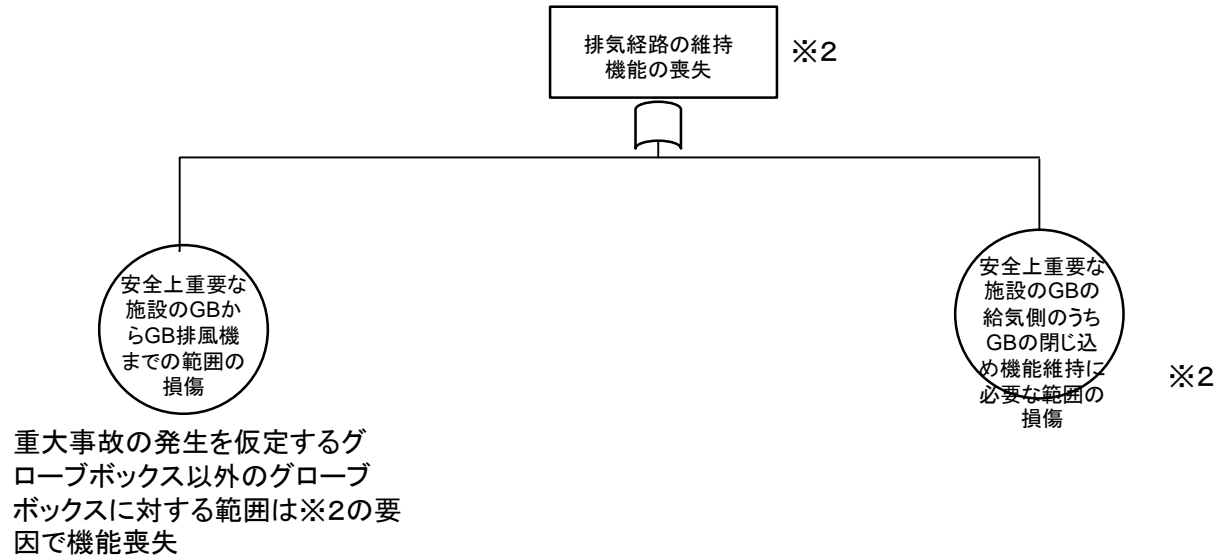 排気経路の維持
機能の喪失
※2
安全上重要な
施設のGBか
らGB排風機
までの範囲の
損傷
安全上重要な
施設のGBの
給気側のうち
GBの閉じ込
め機能維持に
必要な範囲の
損傷
※2
重大事故の発生を仮定するグ
ローブボックス以外のグローブ
ボックスに対する範囲は※2の要
因で機能喪失